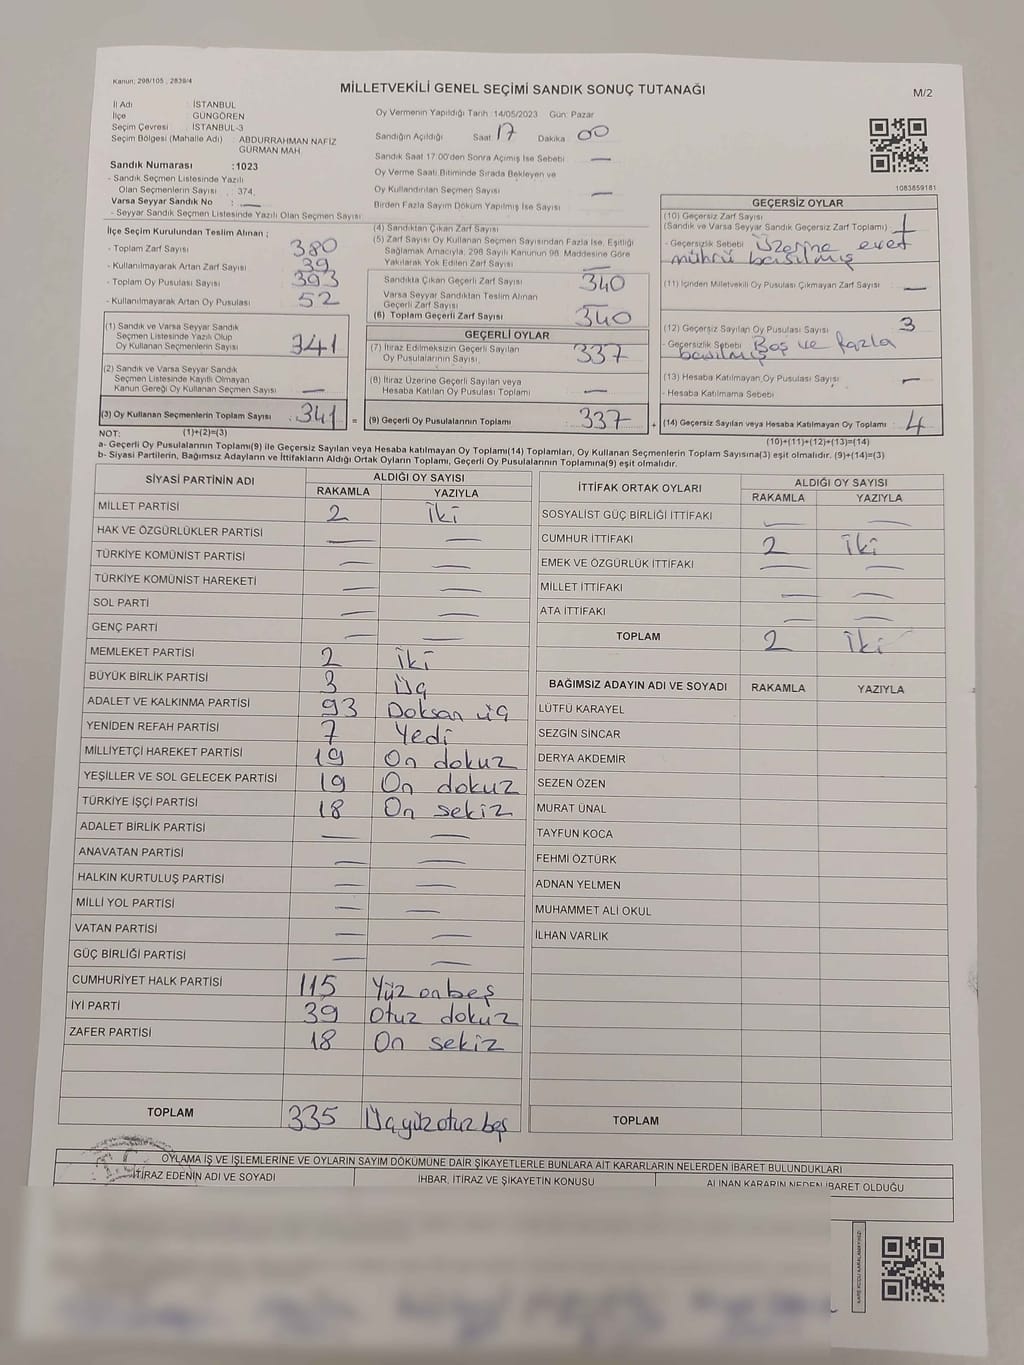 Kanun; 298/105 , 2839/4
MİLLETVEKİLİ GENEL SEÇİMİ SANDIK SONUÇ TUTANAĞI
M/2
İl Adı : İSTANBUL
İlçe : GÜNGÖREN
Seçim Çevresi : İSTANBUL-3
Seçim Bölgesi (Mahalle Adı) : ABDURRAHMAN NAFİZ
GÜRMAN MAH.
Sandık Numarası :1023
- Sandık Seçmen Listesinde Yazılı
Olan Seçmenlerin Sayısı : 374,
Varsa Seyyar Sandık No : —
- Seyyar Sandık Seçmen Listesinde Yazılı Olan Seçmen Sayısı
Oy Vermenin Yapıldığı Tarih :14/05/2023 Gün: Pazar
Sandığın Açıldığı Saat 17 Dakika : 00
Sandık Saat 17:00'den Sonra Açımış İse Sebebi —
Oy Verme Saati Bitiminde Sırada Bekleyen ve
Oy Kullandırılan Seçmen Sayısı —
Birden Fazla Sayım Döküm Yapılmış İse Sayısı
1083859181
İlçe Seçim Kurulundan Teslim Alınan ;
- Toplam Zarf Sayısı : 380
- Kullanılmayarak Artan Zarf Sayısı : 39
- Toplam Oy Pusulası Sayısı : 393
- Kullanılmayarak Artan Oy Pusulası : 52
(4) Sandıktan Çıkan Zarf Sayısı
(5) Zarf Sayısı Oy Kullanan Seçmen Sayısından Fazla İse, Eşitliği
Sağlamak Amacıyla, 298 Sayılı Kanunun 98. Maddesine Göre
Yakılarak Yok Edilen Zarf Sayısı —
Sandıkta Çıkan Geçerli Zarf Sayısı 340
Varsa Seyyar Sandıktan Teslim Alınan
Geçerli Zarf Sayısı —
(6) Toplam Geçerli Zarf Sayısı 340
GEÇERSİZ OYLAR
(10) Geçersiz Zarf Sayısı
(Sandık ve Varsa Seyyar Sandık Geçersiz Zarf Toplamı) : 1
- Geçersizlik Sebebi Üzerine evet
mührü basılmış
(11) İçinden Milletvekili Oy Pusulası Çıkmayan Zarf Sayısı : —
(12) Geçersiz Sayılan Oy Pusulası Sayısı 3
- Geçersizlik Sebebi Boş ve fazla
basılmış
(13) Hesaba Katılmayan Oy Pusulası Sayısı —
- Hesaba Katılmama Sebebi
(14) Geçersiz Sayılan veya Hesaba Katılmayan Oy Toplamı : 4
(10)+(11)+(12)+(13)=(14)
(1) Sandık ve Varsa Seyyar Sandık
Seçmen Listesinde Yazılı Olup
Oy Kullanan Seçmenlerin Sayısı : 341
(2) Sandık ve Varsa Seyyar Sandık
Seçmen Listesinde Kayıtlı Olmayan
Kanun Gereği Oy Kullanan Seçmen Sayısı : —
(3) Oy Kullanan Seçmenlerin Toplam Sayısı : 341 =
(1)+(2)=(3)
GEÇERLİ OYLAR
(7) İtiraz Edilmeksizin Geçerli Sayılan
Oy Pusulalarının Sayısı, 337
(8) İtiraz Üzerine Geçerli Sayılan veya
Hesaba Katılan Oy Pusulası Toplamı : —
(9) Geçerli Oy Pusulalarının Toplamı : 337 +
NOT:
a- Geçerli Oy Pusulalarının Toplamı(9) ile Geçersiz Sayılan veya Hesaba katılmayan Oy Toplamı(14) Toplamları, Oy Kullanan Seçmenlerin Toplam Sayısına(3) eşit olmalıdır. (9)+(14)=(3)
b- Siyasi Partilerin, Bağımsız Adayların ve İttifakların Aldığı Ortak Oyların Toplamı, Geçerli Oy Pusulalarının Toplamına(9) eşit olmalıdır.
SİYASİ PARTİNİN ADI ALDIĞI OY SAYISI
RAKAMLA YAZIYLA
MİLLET PARTİSİ 2 iki
HAK VE ÖZGÜRLÜKLER PARTİSİ — —
TÜRKİYE KOMÜNİST PARTİSİ — —
TÜRKİYE KOMÜNİST HAREKETİ — —
SOL PARTİ — —
GENÇ PARTİ — —
MEMLEKET PARTİSİ 2 iki
BÜYÜK BİRLİK PARTİSİ 3 Üç
ADALET VE KALKINMA PARTİSİ 93 Doksan üç
YENİDEN REFAH PARTİSİ 7 Yedi
MİLLİYETÇİ HAREKET PARTİSİ 19 On dokuz
YEŞİLLER VE SOL GELECEK PARTİSİ 19 On dokuz
TÜRKİYE İŞÇİ PARTİSİ 18 On sekiz
ADALET BİRLİK PARTİSİ — —
ANAVATAN PARTİSİ — —
HALKIN KURTULUŞ PARTİSİ — —
MİLLİ YOL PARTİSİ — —
VATAN PARTİSİ — —
GÜÇ BİRLİĞİ PARTİSİ — —
CUMHURİYET HALK PARTİSİ 115 Yüz onbeş
İYİ PARTİ 39 Otuz dokuz
ZAFER PARTİSİ 18 On sekiz
TOPLAM 335 Üçyüzotuz beş
İTTİFAK ORTAK OYLARI ALDIĞI OY SAYISI
RAKAMLA YAZIYLA
SOSYALİST GÜÇ BİRLİĞİ İTTİFAKI — —
CUMHUR İTTİFAKI 2 iki
EMEK VE ÖZGÜRLÜK İTTİFAKI — —
MİLLET İTTİFAKI — —
ATA İTTİFAKI — —
TOPLAM 2 iki
BAĞIMSIZ ADAYIN ADI VE SOYADI RAKAMLA YAZIYLA
LÜTFÜ KARAYEL
SEZGİN SİNCAR
DERYA AKDEMİR
SEZEN ÖZEN
MURAT ÜNAL
TAYFUN KOCA
FEHMİ ÖZTÜRK
ADNAN YELMEN
MUHAMMET ALİ OKUL
İLHAN VARLIK
TOPLAM
OYLAMA İŞ VE İŞLEMLERİNE VE OYLARIN SAYIM DÖKÜMÜNE DAİR ŞİKAYETLERLE BUNLARA AİT KARARLARIN NELERDEN İBARET BULUNDUKLARI
İTİRAZ EDENİN ADI VE SOYADI İHBAR, İTİRAZ VE ŞİKAYETİN KONUSU ALINAN KARARIN NEDEN İBARET OLDUĞU
KARE KODU KARALAMAYINIZ!